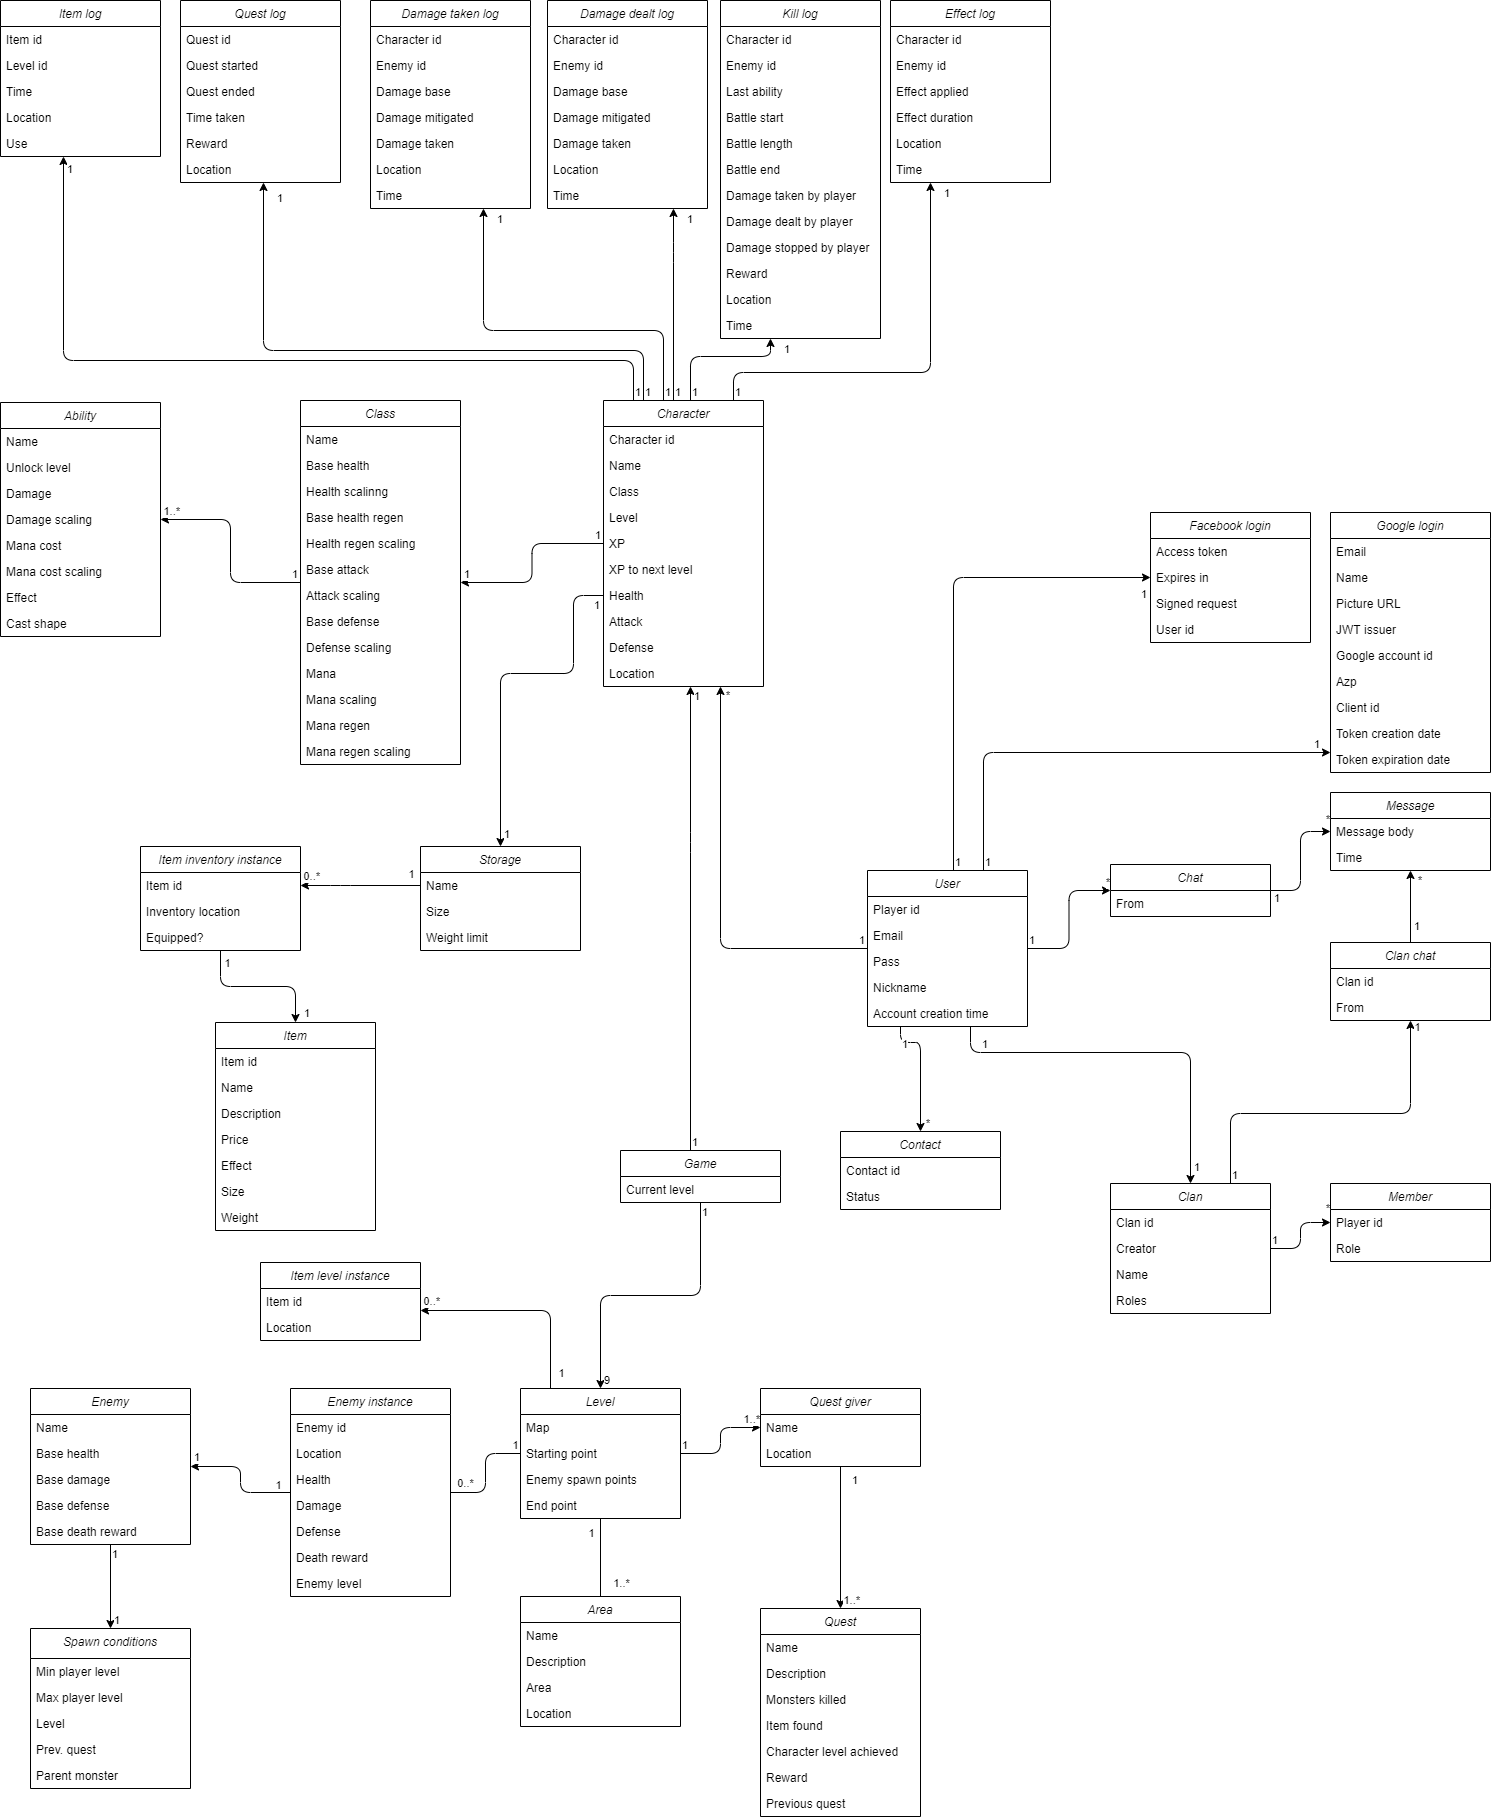 Item log
Item id
Level id
Time
Location
Use
1
Quest log
Quest id
Quest started
Quest ended
Time taken
Reward
Location
1
Damage taken log
Character id
Enemy id
Damage base
Damage mitigated
Damage taken
Location
Time
1
Damage dealt log
Character id
Enemy id
Damage base
Damage mitigated
Damage taken
Location
Time
1
Kill log
Character id
Enemy id
Last ability
Battle start
Battle length
Battle end
Damage taken by player
Damage dealt by player
Damage stopped by player
Reward
Location
Time
1
Effect log
Character id
Enemy id
Effect applied
Effect duration
Location
Time
1
1
1
1
1
1
1
Ability
Name
Unlock level
Damage
Damage scaling
Mana cost
Mana cost scaling
Effect
Cast shape
1..*
1
Class
Name
Base health
Health scalinng
Base health regen
Health regen scaling
Base attack
Attack scaling
Base defense
Defense scaling
Mana
Mana scaling
Mana regen
Mana regen scaling
1
1
1
Character
Character id
Name
Class
Level
XP
XP to next level
Health
Attack
Defense
Location
1
*
Facebook login
Access token
Expires in
Signed request
User id
1
Google login
Email
Name
Picture URL
JWT issuer
Google account id
Azp
Client id
Token creation date
Token expiration date
1
Message
Message body
Time
*
*
1
1
Item inventory instance
Item id
Inventory location
Equipped?
0..*
1
1
Storage
Name
Size
Weight limit
1
1
User
Player id
Email
Pass
Nickname
Account creation time
1
1
1
1
1
1
Chat
From
*
1
Clan chat
Clan id
From
1
1
Item
Item id
Name
Description
Price
Effect
Size
Weight
Contact
Contact id
Status
*
1
Game
Current level
1
1
Clan
Clan id
Creator
Name
Roles
1
Member
Player id
Role
*
Item level instance
Item id
Location
0..*
1
9
Enemy
Name
Base health
Base damage
Base defense
Base death reward
1
1
1
Enemy instance
Enemy id
Location
Health
Damage
Defense
Death reward
Enemy level
0..*
1
Level
Map
Starting point
Enemy spawn points
End point
1
1
1..*
Quest giver
Name
Location
1
1..*
Spawn conditions
Min player level
Max player level
Level
Prev. quest
Parent monster
1
1..*
Area
Name
Description
Area
Location
Quest
Name
Description
Monsters killed
Item found
Character level achieved
Reward
Previous quest